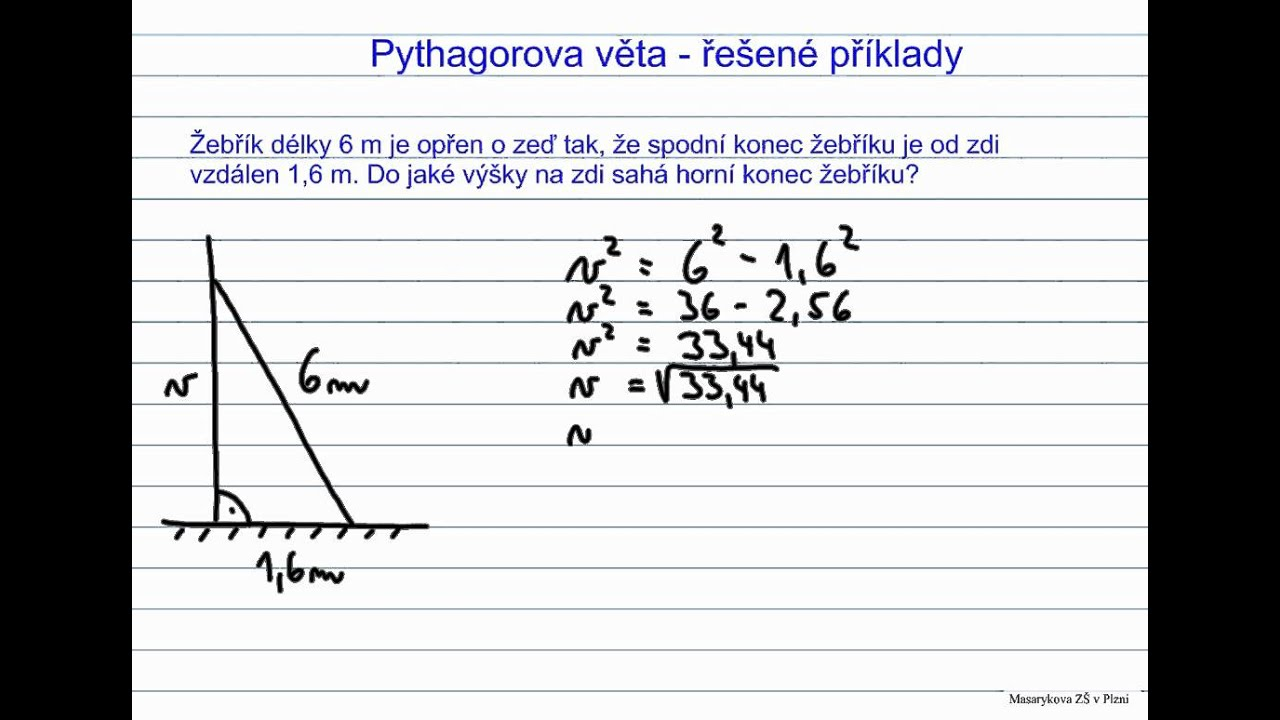 Pythagorova věta - řešené příklady
Žebřík délky 6 m je opřen o zeď tak, že spodní konec žebříku je od zdi
vzdálen 1,6 m. Do jaké výšky na zdi sahá horní konec žebříku?
v² = 6² - 1,6²
v² = 36 - 2,56
v² = 33,44
v = √33,44
v
v
6m
1,6m
Masarykova ZŠ v Plzni